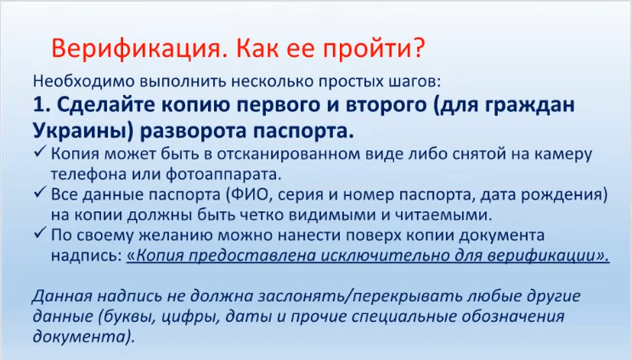 Верификация. Как ее пройти?
Необходимо выполнить несколько простых шагов:
1. Сделайте копию первого и второго (для граждан
Украины) разворота паспорта.
✓ Копия может быть в отсканированном виде либо снятой на камеру
телефона или фотоаппарата.
✓ Все данные паспорта (ФИО, серия и номер паспорта, дата рождения)
на копии должны быть четко видимыми и читаемыми.
✓ По своему желанию можно нанести поверх копии документа
надпись: «Копия предоставлена исключительно для верификации».
Данная надпись не должна заслонять/перекрывать любые другие
данные (буквы, цифры, даты и прочие специальные обозначения
документа).